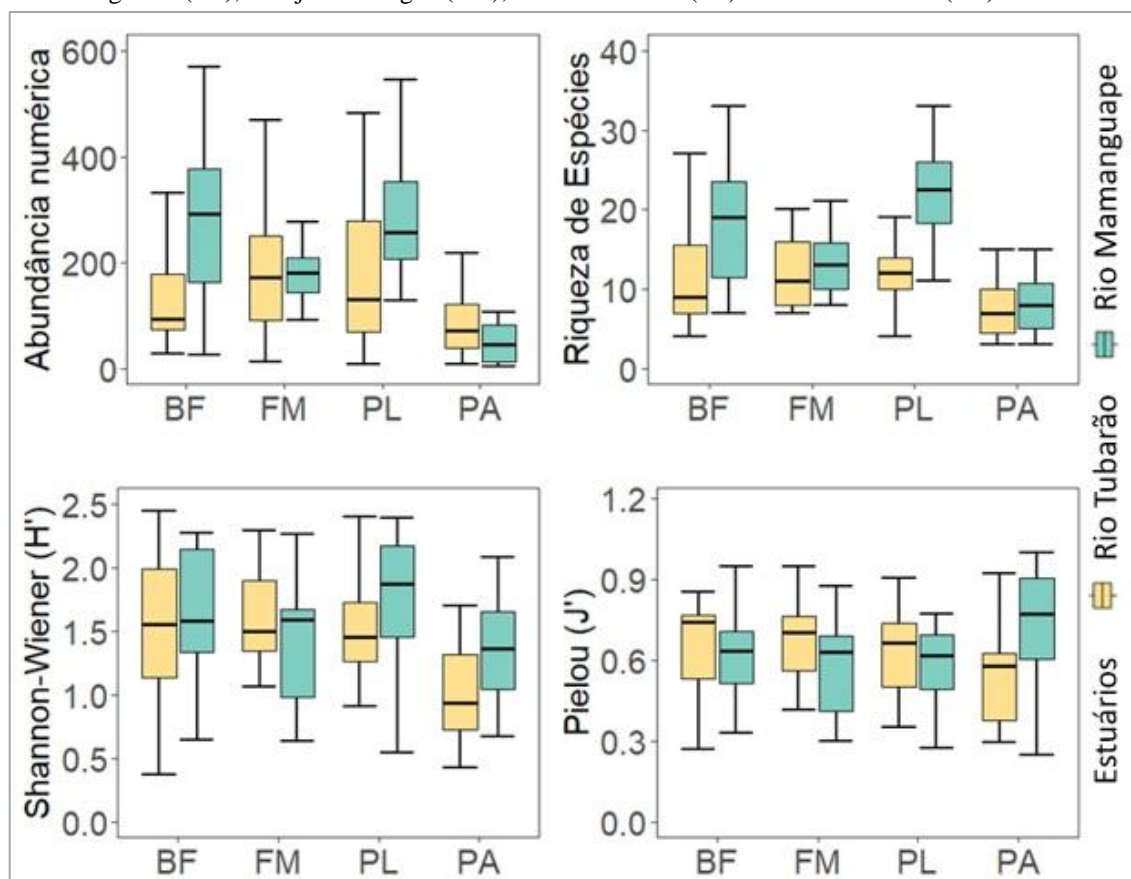 Abundância numérica
600
400
200
0
BF FM PL PA
Riqueza de Espécies
40
30
20
10
0
BF FM PL PA
Shannon-Wiener (H')
2.5
2.0
1.5
1.0
0.5
0.0
BF FM PL PA
Pielou (J')
1.2
0.9
0.6
0.3
0.0
BF FM PL PA
Estuários Rio Tubarão Rio Mamanguape